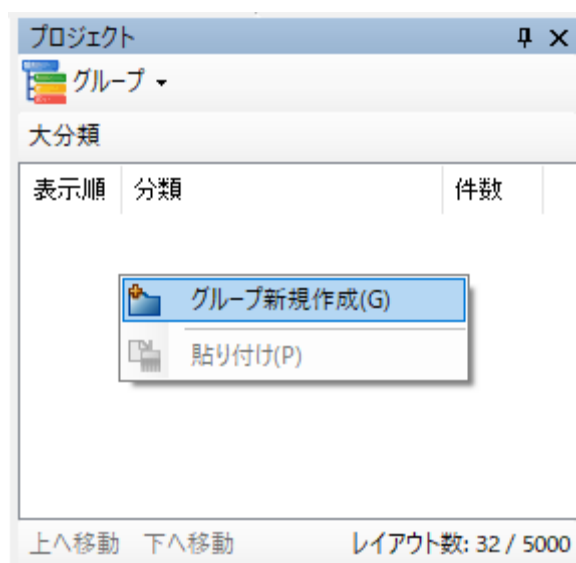 プロジェクト
グループ
大分類
表示順 分類 件数
グループ新規作成(G)
貼り付け(P)
上へ移動 下へ移動 レイアウト数: 32 / 5000